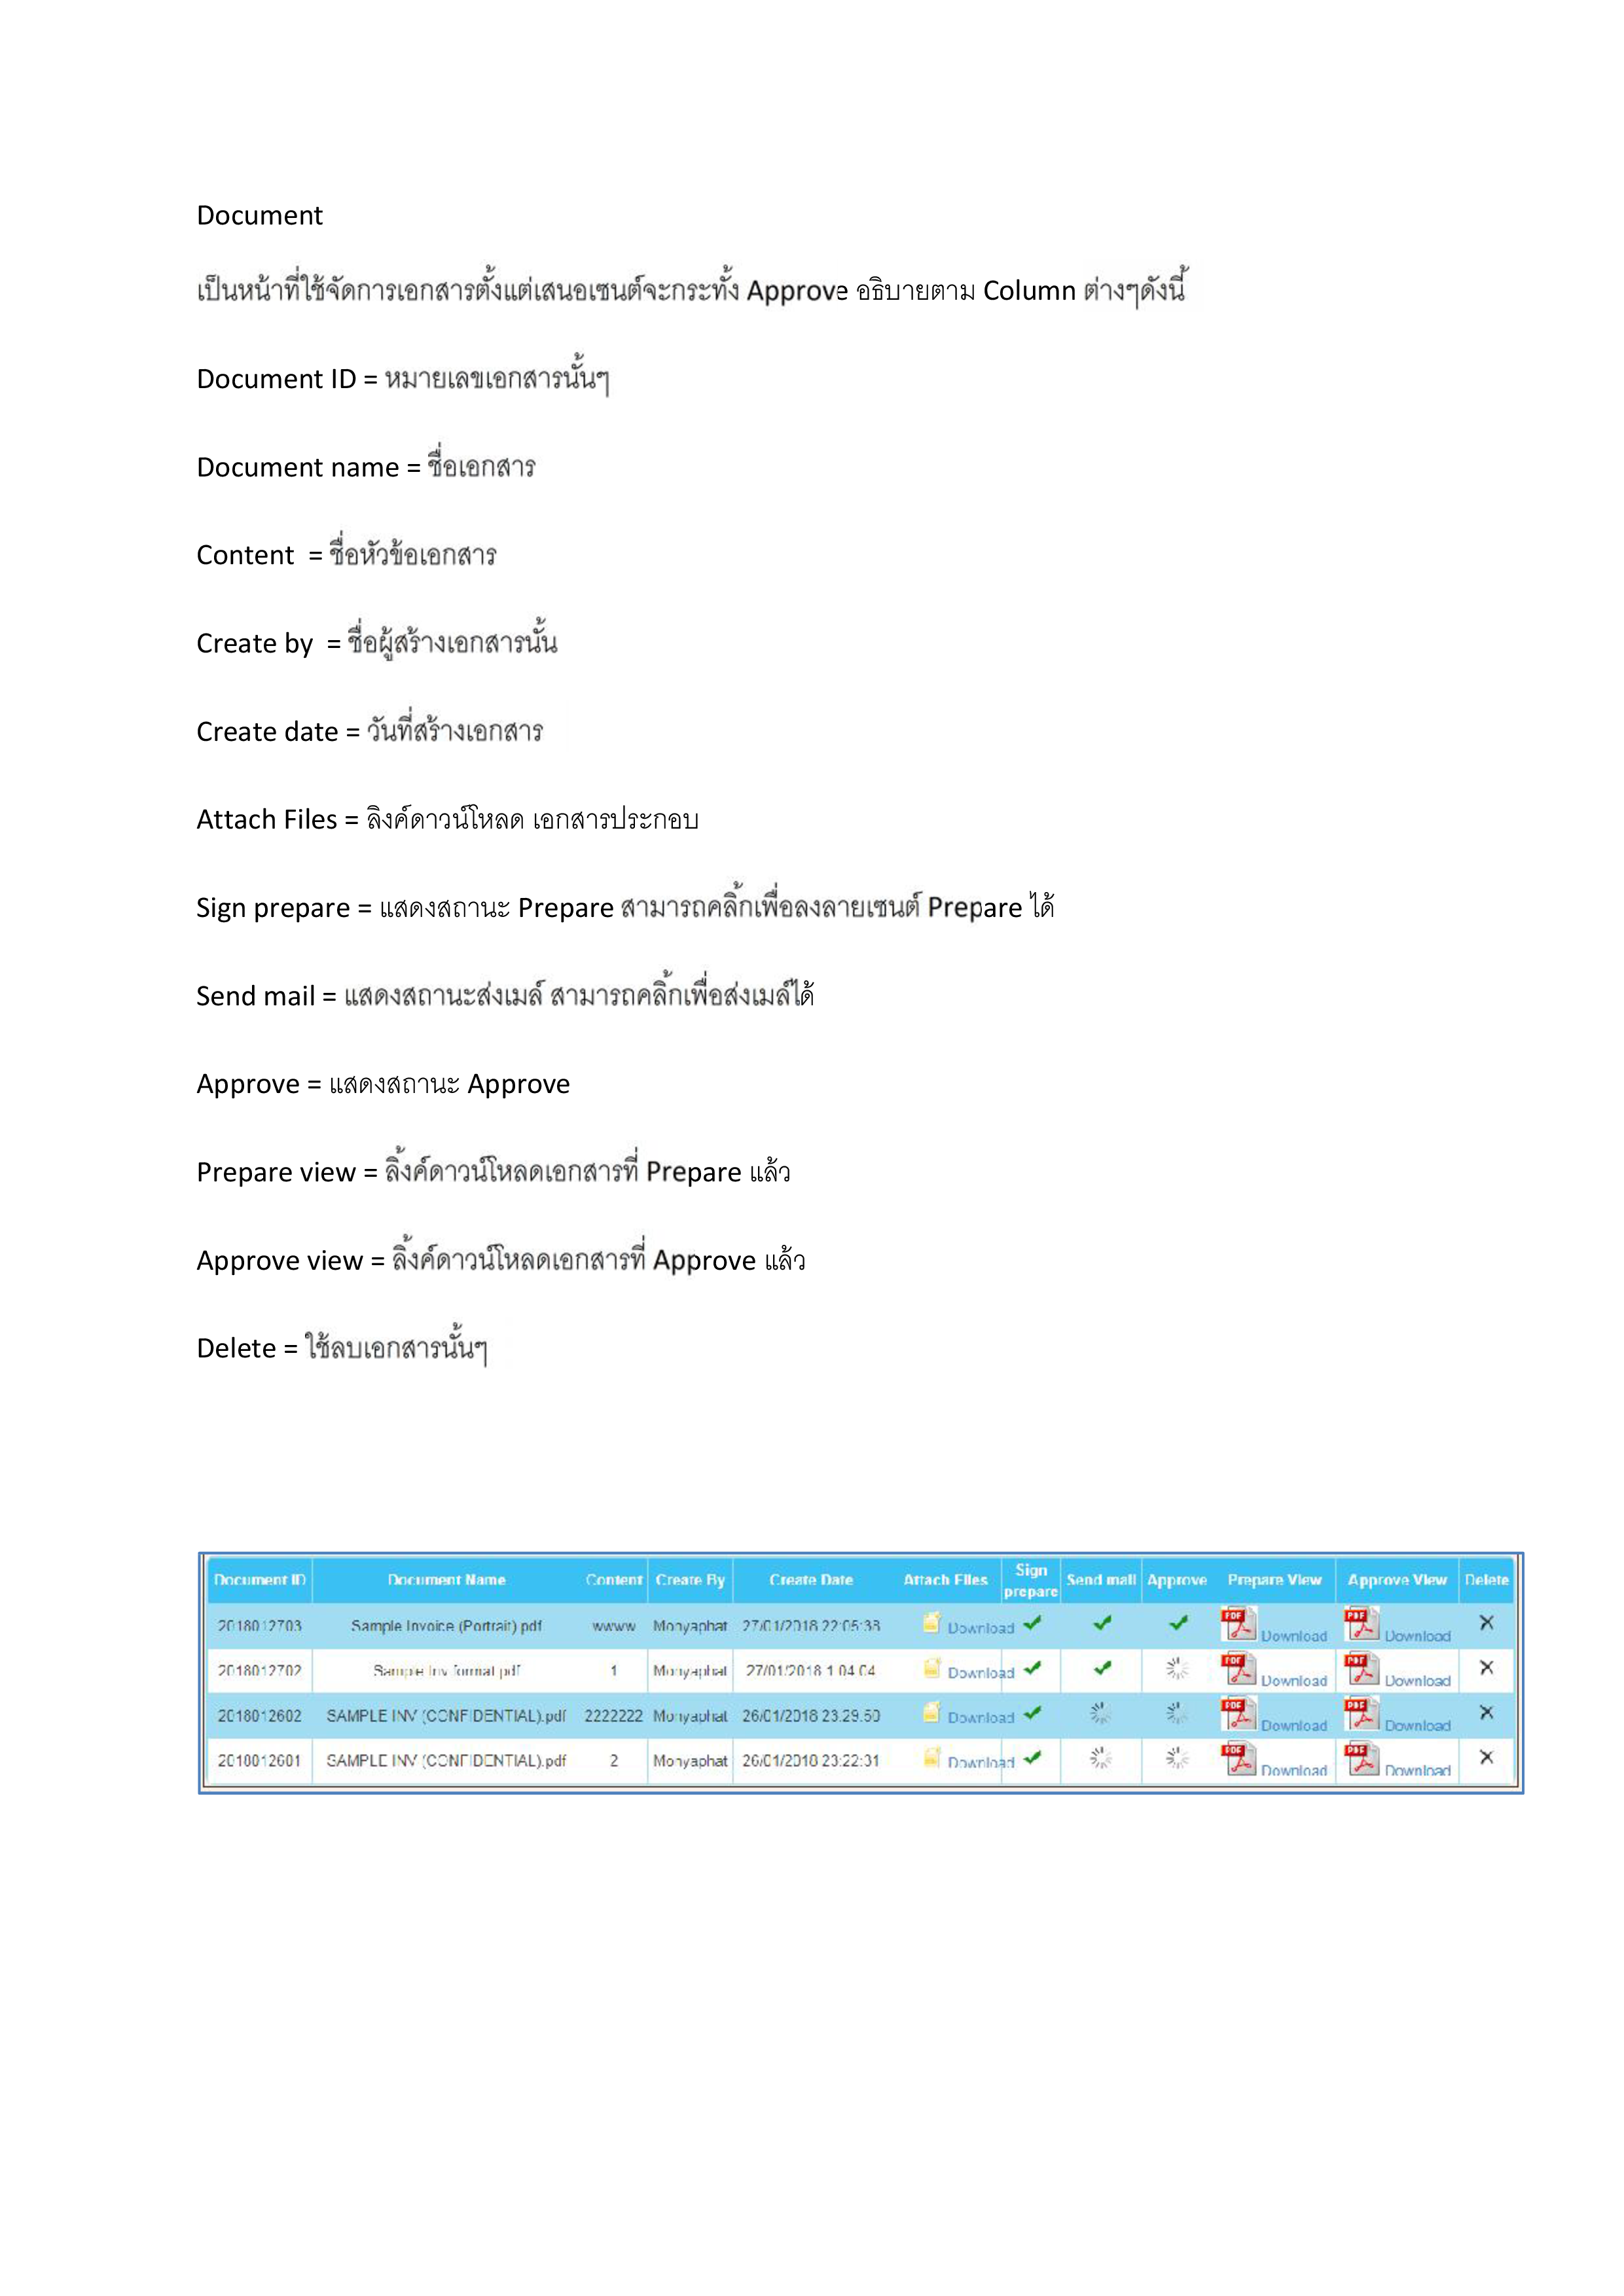 Document
เป็นหน้าที่ใช้จัดการเอกสารตั้งแต่เสนอเซนต์จะกระทั้ง Approve อธิบายตาม Column ต่างๆดังนี้
Document ID = หมายเลขเอกสารนั้นๆ
Document name = ชื่อเอกสาร
Content = ชื่อหัวข้อเอกสาร
Create by = ชื่อผู้สร้างเอกสารนั้น
Create date = วันที่สร้างเอกสาร
Attach Files = ลิงค์ดาวน์โหลด เอกสารประกอบ
Sign prepare = แสดงสถานะ Prepare สามารถคลิ้กเพื่อลงลายเซนต์ Prepare ได้
Send mail = แสดงสถานะส่งเมล์ สามารถคลิ้กเพื่อส่งเมล์ได้
Approve = แสดงสถานะ Approve
Prepare view = ลิ้งค์ดาวน์โหลดเอกสารที่ Prepare แล้ว
Approve view = ลิ้งค์ดาวน์โหลดเอกสารที่ Approve แล้ว
Delete = ใช้ลบเอกสารนั้นๆ
Document ID Document Name Content Create By Create Date Attach Files Sign prepare Send mail Approve Prepare View Approve View Delete
2018012703 Sample Invoice (Portrait).pdf wwww Monyaphat 27/01/2018 22:05:38 Download PDF Download PDF Download
2018012702 Sample Inv format.pdf 1 Monyaphat 27/01/2018 Download PDF Download PDF Download
2018012602 SAMPLE INV (CONFIDENTIAL).pdf 2222222 Monyaphat 26/01/2018 23:29:50 Download PDF Download PDF Download
2018012601 SAMPLE INV (CONFIDENTIAL).pdf 2 Monyaphat 26/01/2018 23:22:31 Download PDF Download PDF Download